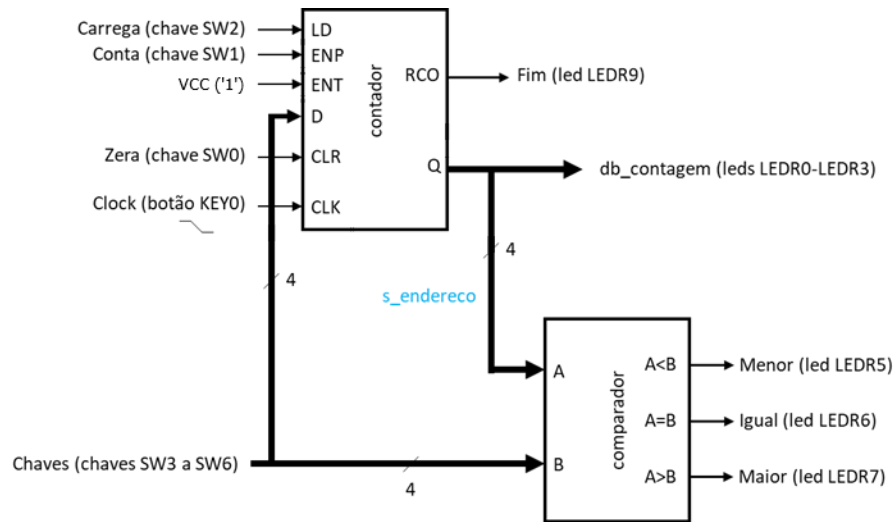 Carrega (chave SW2)
Conta (chave SW1)
VCC ('1')
Zera (chave SW0)
Clock (botão KEY0)
LD
ENP
ENT
D
CLR
CLK
contador
RCO
Q
Fim (led LEDR9)
db_contagem (leds LEDR0-LEDR3)
4
4
s_endereco
Chaves (chaves SW3 a SW6)
4
A
B
comparador
A<B
A=B
A>B
Menor (led LEDR5)
Igual (led LEDR6)
Maior (led LEDR7)